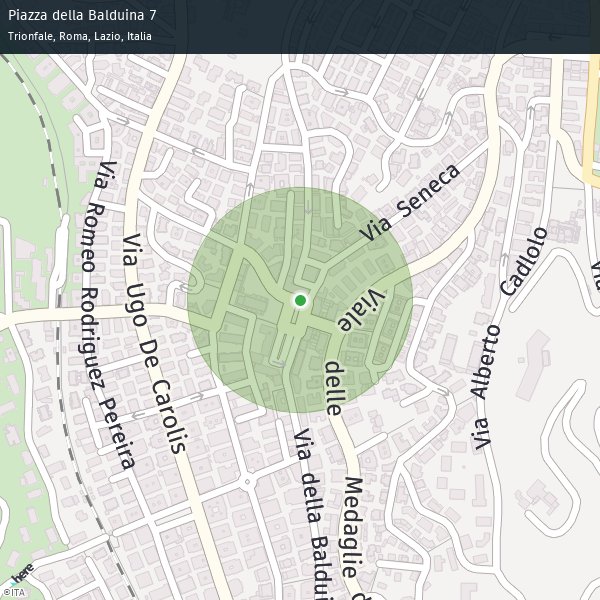 Piazza della Balduina 7
Trionfale, Roma, Lazio, Italia
Via Seneca
Via Romeo Rodriguez Pereira
Via Ugo De Carolis
Viale delle Medaglie d
Via Alberto Cadlolo
Via della Baldui
Via
here
©ITA